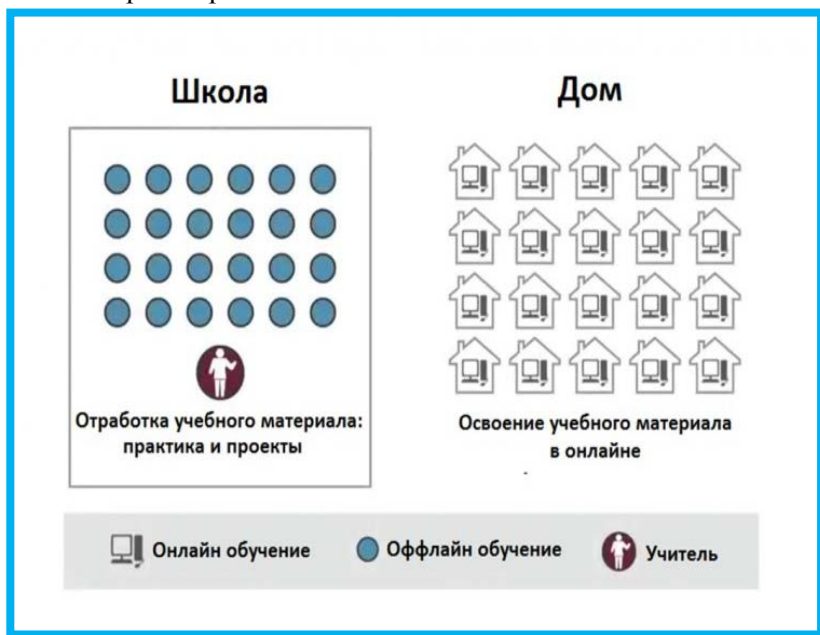 Школа
Дом
Отработка учебного материала:
практика и проекты
Освоение учебного материала
в онлайне
Онлайн обучение
Оффлайн обучение
Учитель